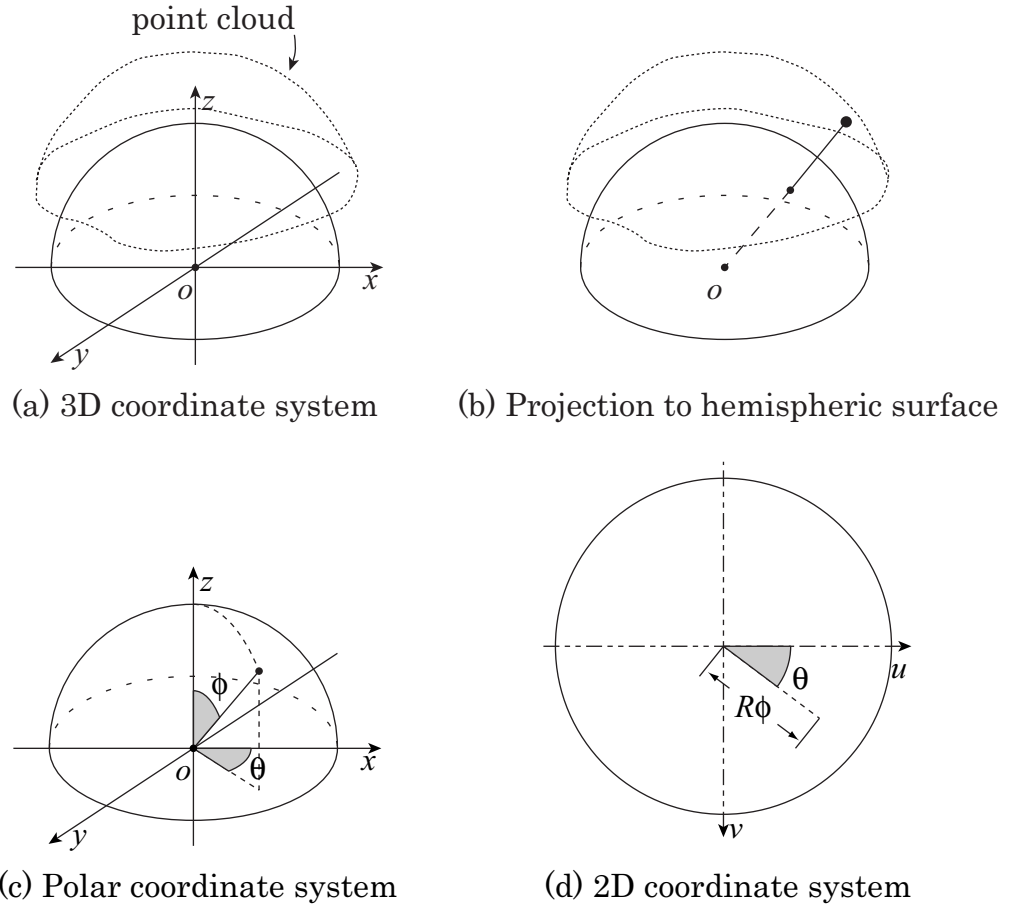 point cloud
z
x
o
y
o
(a) 3D coordinate system
(b) Projection to hemispheric surface
z
ϕ
x
o
θ
y
u
θ
Rϕ
v
(c) Polar coordinate system
(d) 2D coordinate system